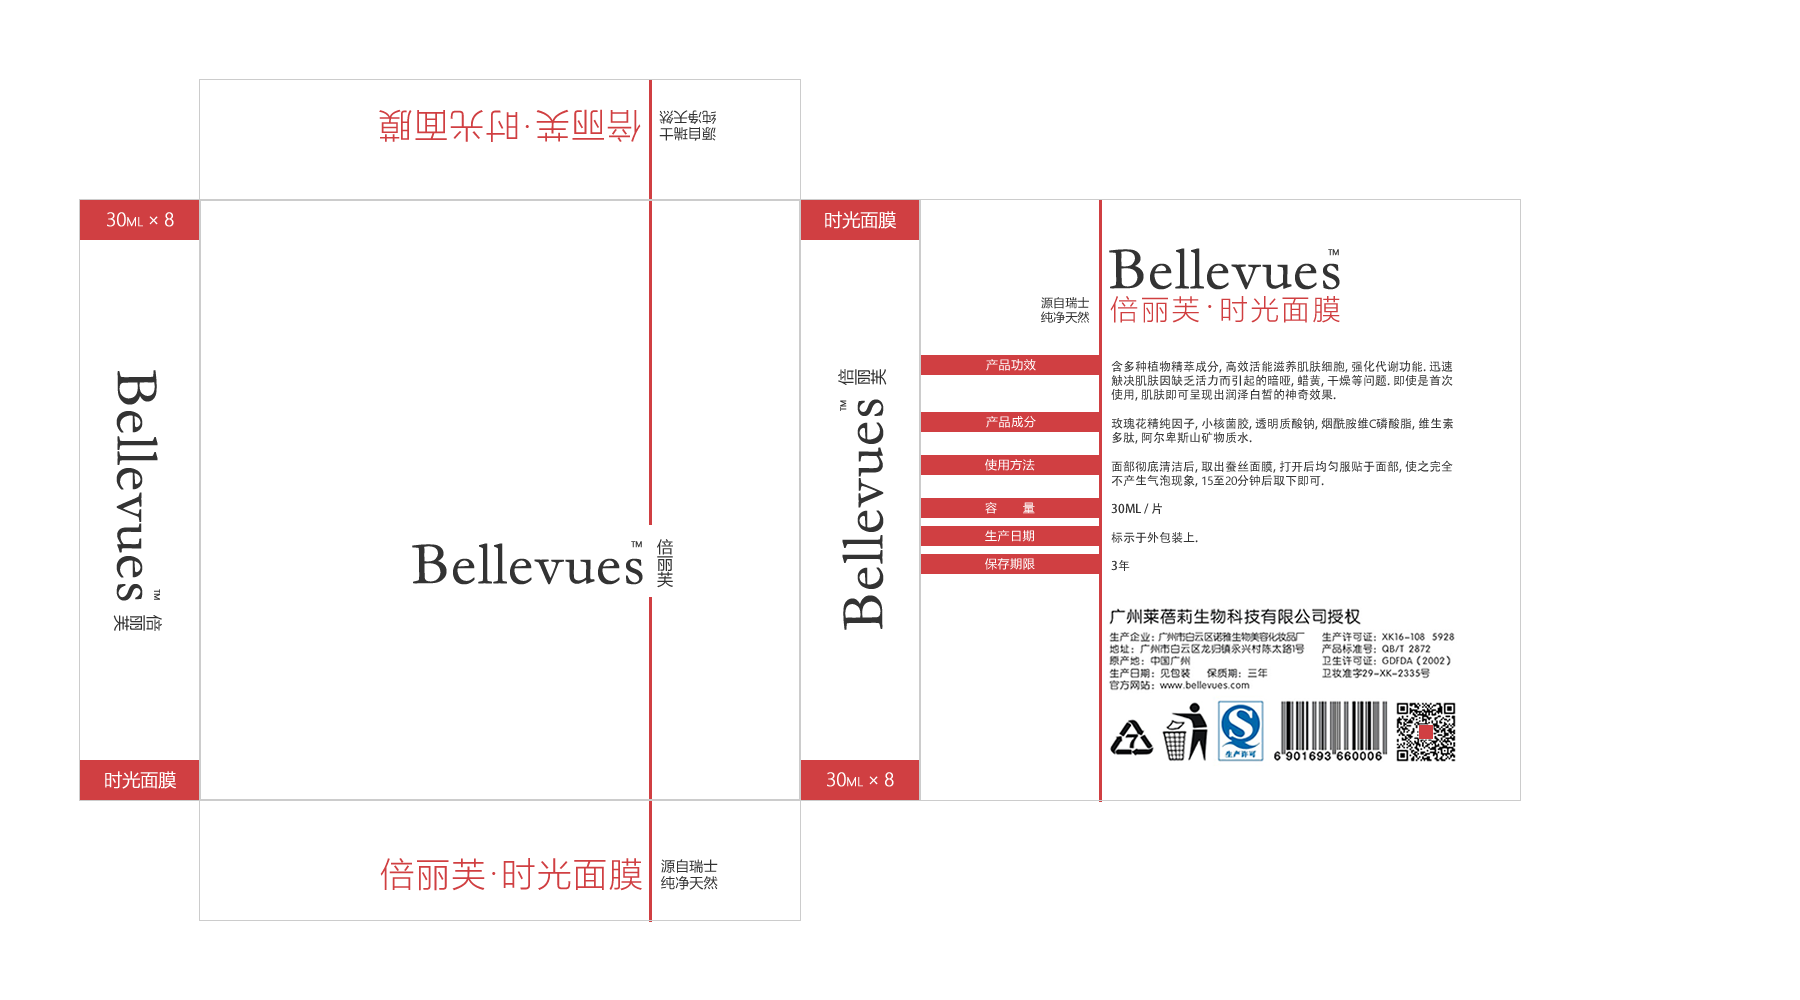 倍丽芙·时光面膜
源自瑞士
纯净天然
30ML × 8
Bellevues™
倍丽芙
时光面膜
Bellevues™
倍丽芙
时光面膜
Bellevues™
倍丽芙
30ML × 8
倍丽芙·时光面膜
源自瑞士
纯净天然
Bellevues™
倍丽芙·时光面膜
源自瑞士
纯净天然
产品功效
含多种植物精萃成分, 高效活能滋养肌肤细胞, 强化代谢功能. 迅速
触决肌肤因缺乏活力而引起的暗哑, 蜡黄, 干燥等问题. 即使是首次
使用, 肌肤即可呈现出润泽白皙的神奇效果.
产品成分
玫瑰花精纯因子, 小核菌胶, 透明质酸钠, 烟酰胺维C磷酸脂, 维生素
多肽, 阿尔卑斯山矿物质水.
使用方法
面部彻底清洁后, 取出蚕丝面膜, 打开后均匀服贴于面部, 使之完全
不产生气泡现象, 15至20分钟后取下即可.
容 量
30ML / 片
生产日期
标示于外包装上.
保存期限
3年
广州莱蓓莉生物科技有限公司授权
生产企业: 广州市白云区诺雅生物美容化妆品厂
地址: 广州市白云区龙归镇永兴村陈太路1号
原产地: 中国广州
生产日期: 见包装 保质期: 三年
官方网站: www.bellevues.com
生产许可证: XK16-108 5928
产品标准号: QB/T 2872
卫生许可证: GDFDA (2002)
卫妆准字29-XK-2335号
7
生产许可
6 901693 660006